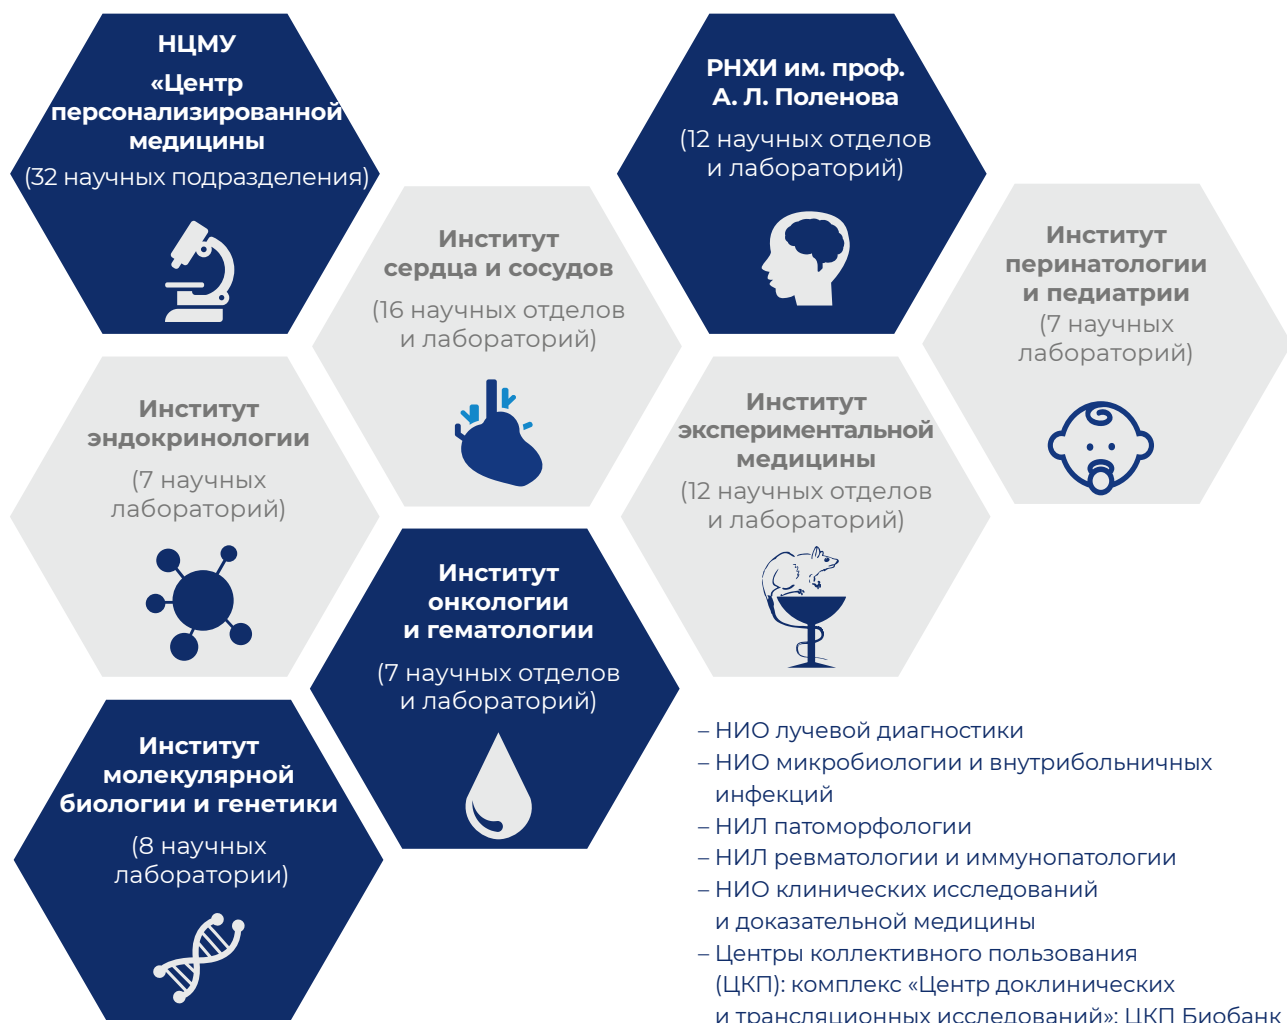 НЦМУ
«Центр
персонализированной
медицины
(32 научных подразделения)
РНХИ им. проф.
А. Л. Поленова
(12 научных отделов
и лабораторий)
Институт
сердца и сосудов
(16 научных отделов
и лабораторий)
Институт
перинатологии
и педиатрии
(7 научных
лабораторий)
Институт
эндокринологии
(7 научных
лабораторий)
Институт
экспериментальной
медицины
(12 научных отделов
и лабораторий)
Институт
онкологии
и гематологии
(7 научных отделов
и лабораторий)
Институт
молекулярной
биологии и генетики
(8 научных
лаборатории)
– НИО лучевой диагностики
– НИО микробиологии и внутрибольничных
инфекций
– НИЛ патоморфологии
– НИЛ ревматологии и иммунопатологии
– НИО клинических исследований
и доказательной медицины
– Центры коллективного пользования
(ЦКП): комплекс «Центр доклинических
и трансляционных исследований»; ЦКП Биобанк